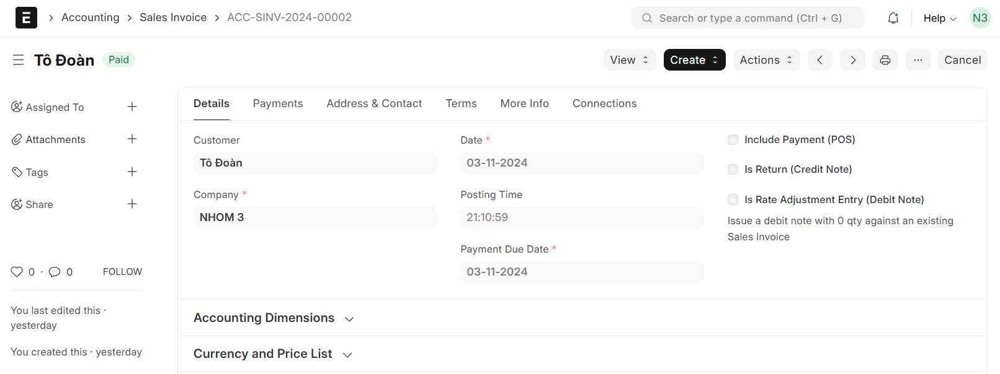 E > Accounting > Sales Invoice > ACC-SINV-2024-00002
Search or type a command (Ctrl + G)
Help
N3
Tô Đoàn
Paid
View
Create
Actions
...
Cancel
Assigned To +
Attachments +
Tags +
Share +
0 · 0 FOLLOW
You last edited this ·
yesterday
You created this · yesterday
Details Payments Address & Contact Terms More Info Connections
Customer
Tô Đoàn
Company *
NHOM 3
Date *
03-11-2024
Posting Time
21:10:59
Payment Due Date *
03-11-2024
Include Payment (POS)
Is Return (Credit Note)
Is Rate Adjustment Entry (Debit Note)
Issue a debit note with 0 qty against an existing
Sales Invoice
Accounting Dimensions
Currency and Price List